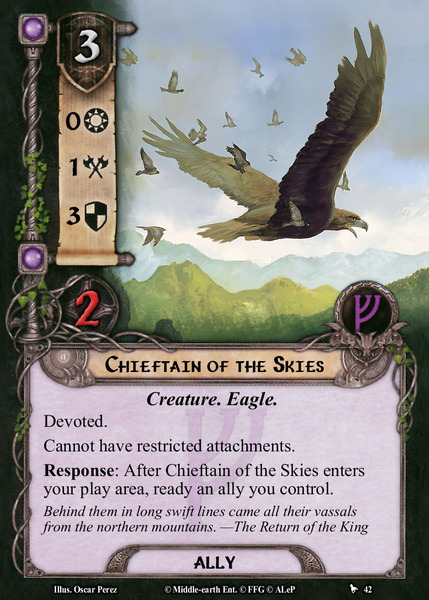 3
0
1
3
2
Chieftain of the Skies
Creature. Eagle.
Devoted.
Cannot have restricted attachments.
Response: After Chieftain of the Skies enters
your play area, ready an ally you control.
Behind them in long swift lines came all their vassals
from the northern mountains. —The Return of the King
ALLY
Illus. Oscar Perez © Middle-earth Ent. © FFG © ALeP 42